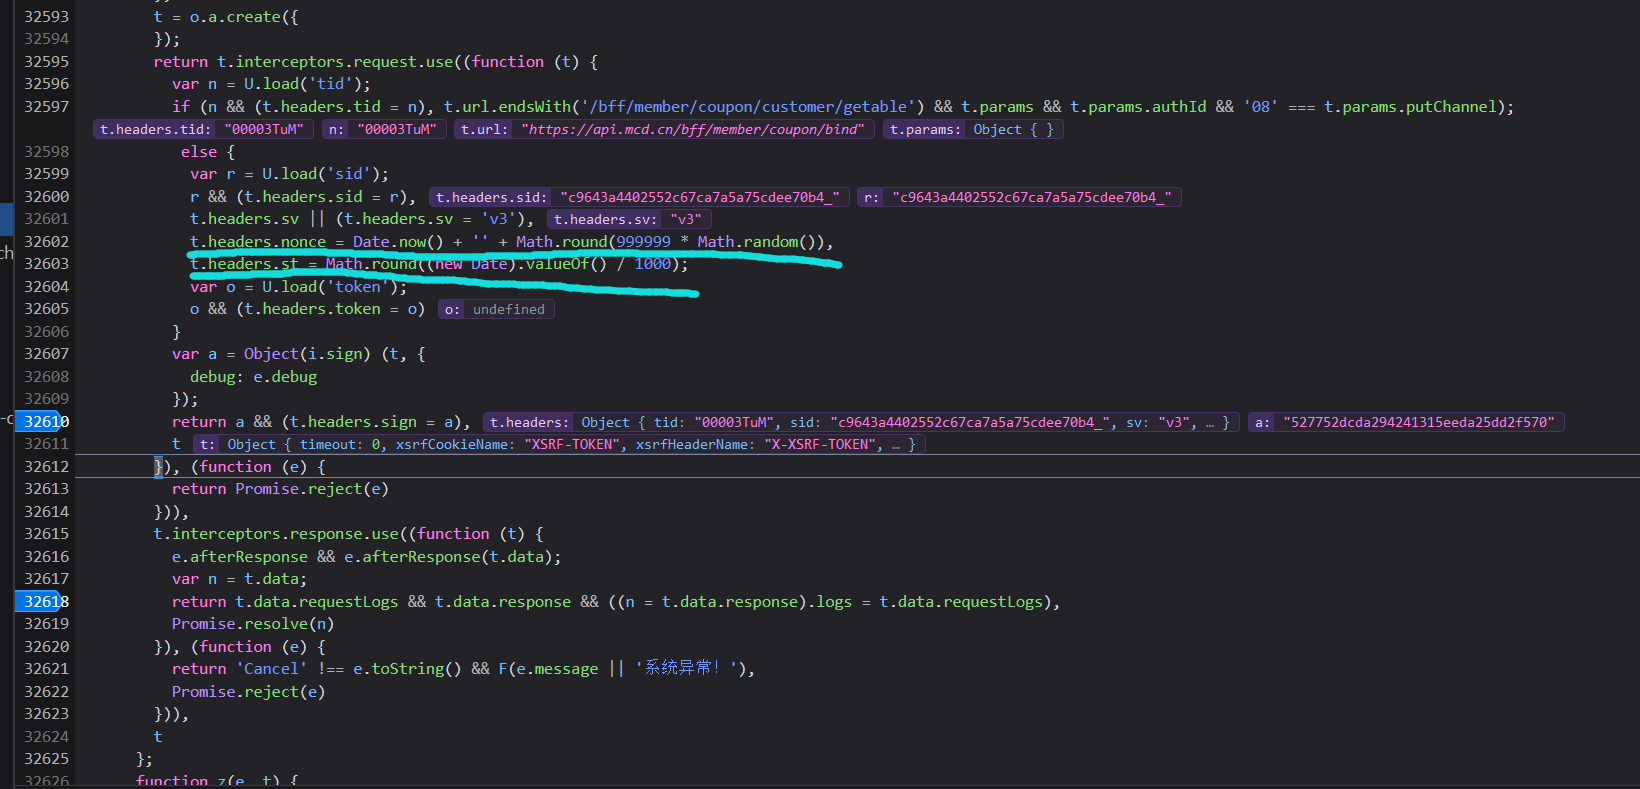 32593 t = o.a.create({
32594 });
32595 return t.interceptors.request.use((function (t) {
32596 var n = U.load('tid');
32597 if (n && (t.headers.tid = n), t.url.endsWith('/bff/member/coupon/customer/getable') && t.params && t.params.authId && '08' === t.params.putChannel);
t.headers.tid: "00003TuM" n: "00003TuM" t.url: "https://api.mcd.cn/bff/member/coupon/bind" t.params: Object { }
32598 else {
32599 var r = U.load('sid');
32600 r && (t.headers.sid = r), t.headers.sid: "c9643a4402552c67ca7a5a75cdee70b4_" r: "c9643a4402552c67ca7a5a75cdee70b4_"
32601 t.headers.sv || (t.headers.sv = 'v3'), t.headers.sv: "v3"
32602 t.headers.nonce = Date.now() + '' + Math.round(999999 * Math.random()),
ch
32603 t.headers.st = Math.round((new Date).valueOf() / 1000);
32604 var o = U.load('token');
32605 o && (t.headers.token = o) o: undefined
32606 }
32607 var a = Object(i.sign) (t, {
32608 debug: e.debug
32609 });
-c 32610 return a && (t.headers.sign = a), t.headers: Object { tid: "00003TuM", sid: "c9643a4402552c67ca7a5a75cdee70b4_", sv: "v3", … } a: "527752dcda294241315eeda25dd2f570"
32611 t t: Object { timeout: 0, xsrfCookieName: "XSRF-TOKEN", xsrfHeaderName: "X-XSRF-TOKEN", … }
32612 }), (function (e) {
32613 return Promise.reject(e)
32614 })),
32615 t.interceptors.response.use((function (t) {
32616 e.afterResponse && e.afterResponse(t.data);
32617 var n = t.data;
32618 return t.data.requestLogs && t.data.response && ((n = t.data.response).logs = t.data.requestLogs),
32619 Promise.resolve(n)
32620 }), (function (e) {
32621 return 'Cancel' !== e.toString() && F(e.message || '系统异常！'),
32622 Promise.reject(e)
32623 })),
32624 t
32625 };
32626 function z(e, t) {